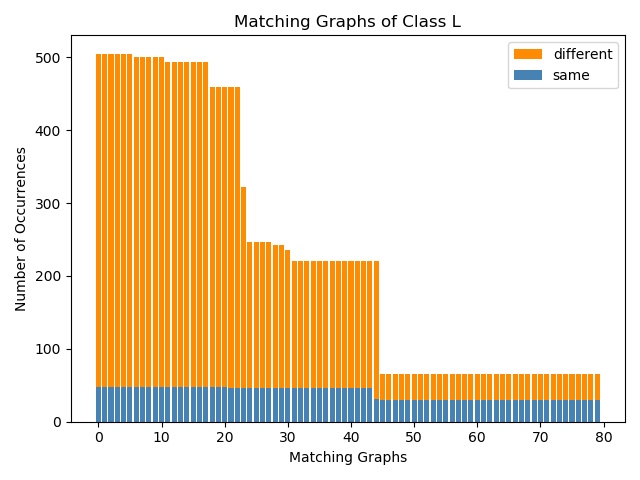 Matching Graphs of Class L
different
same
Number of Occurrences
500
400
300
200
100
0
0 10 20 30 40 50 60 70 80
Matching Graphs